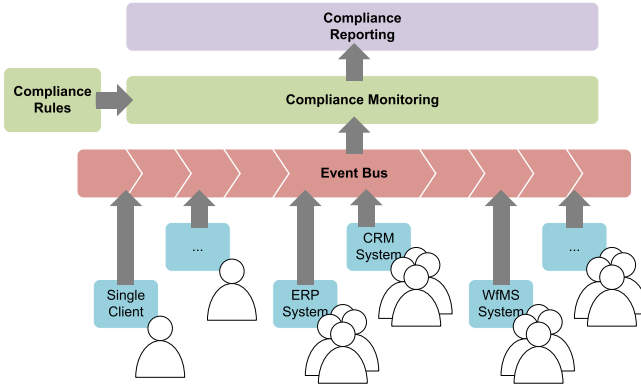 Compliance
Reporting
Compliance
Rules
Compliance Monitoring
Event Bus
...
CRM
System
...
Single
Client
ERP
System
WfMS
System